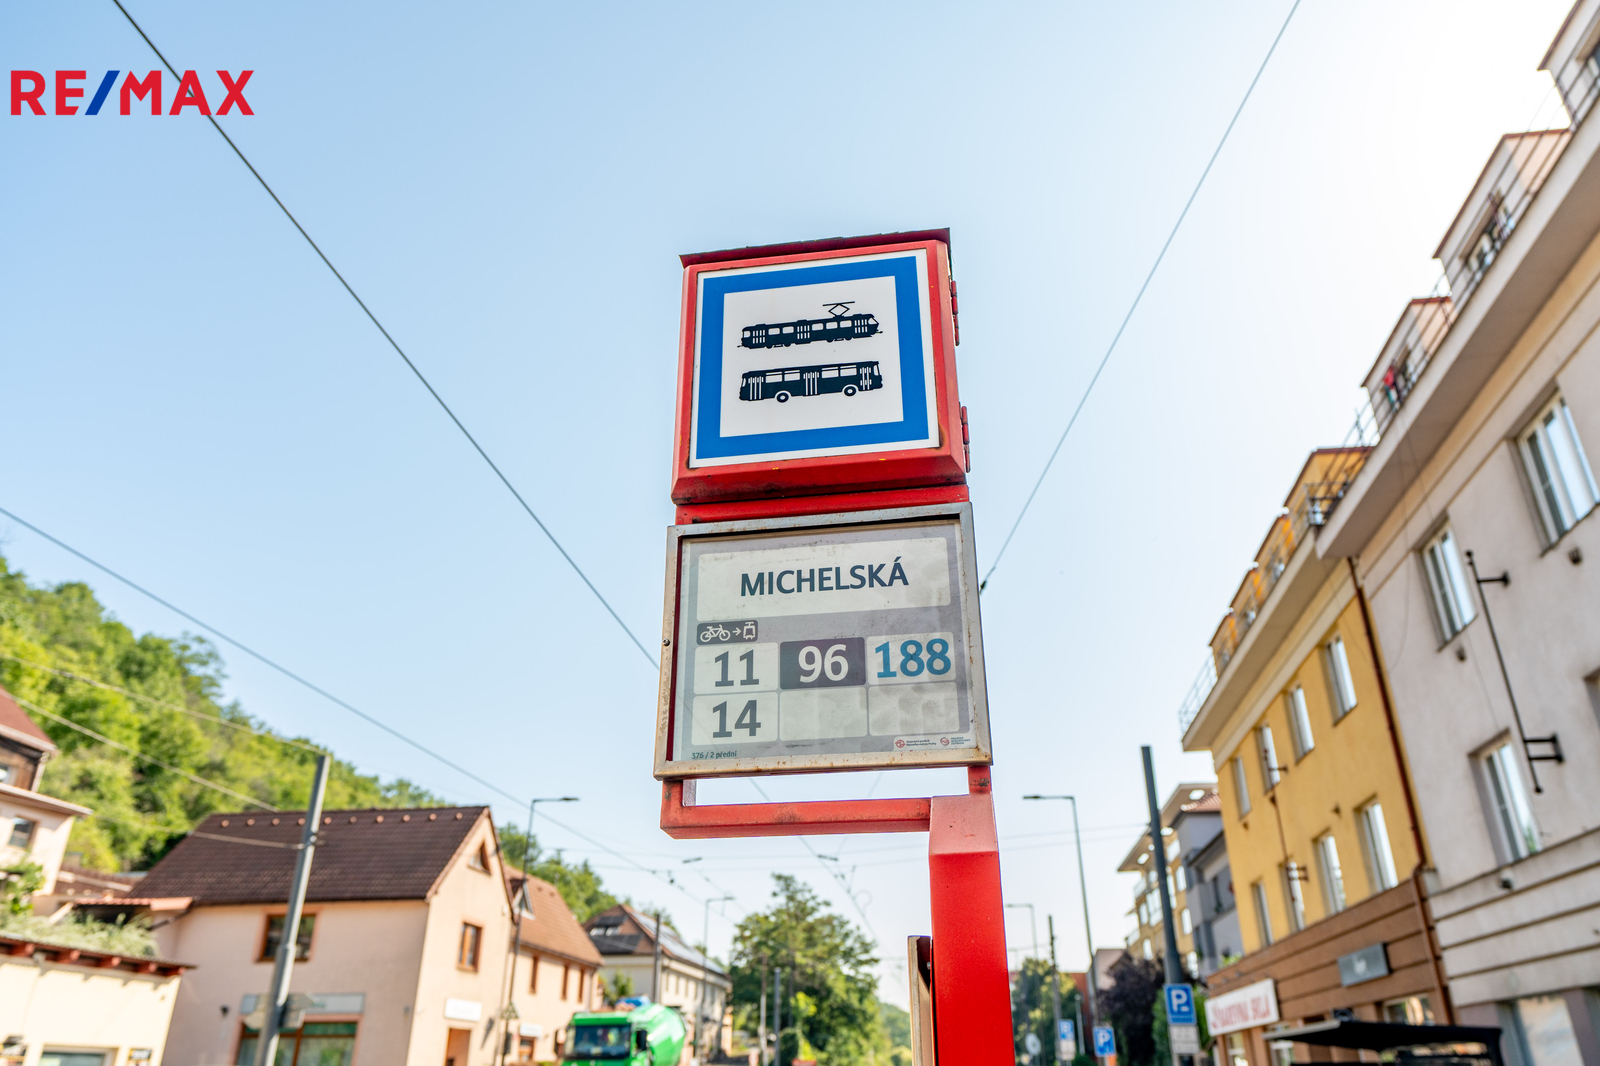 RE/MAX
MICHELSKÁ
11 96 188
14
376 / 2 přední
P
P